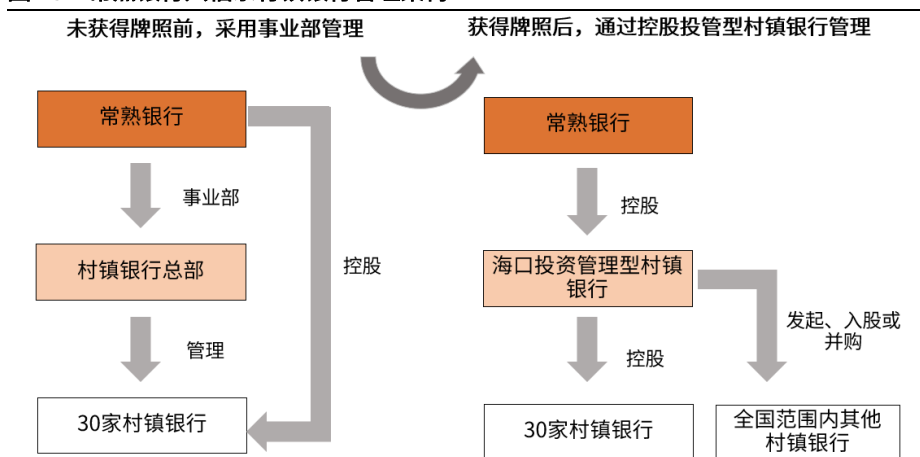 未获得牌照前，采用事业部管理
获得牌照后，通过控股投管型村镇银行管理
常熟银行
事业部
村镇银行总部
控股
管理
30家村镇银行
常熟银行
控股
海口投资管理型村镇
银行
发起、入股或
并购
控股
30家村镇银行
全国范围内其他
村镇银行